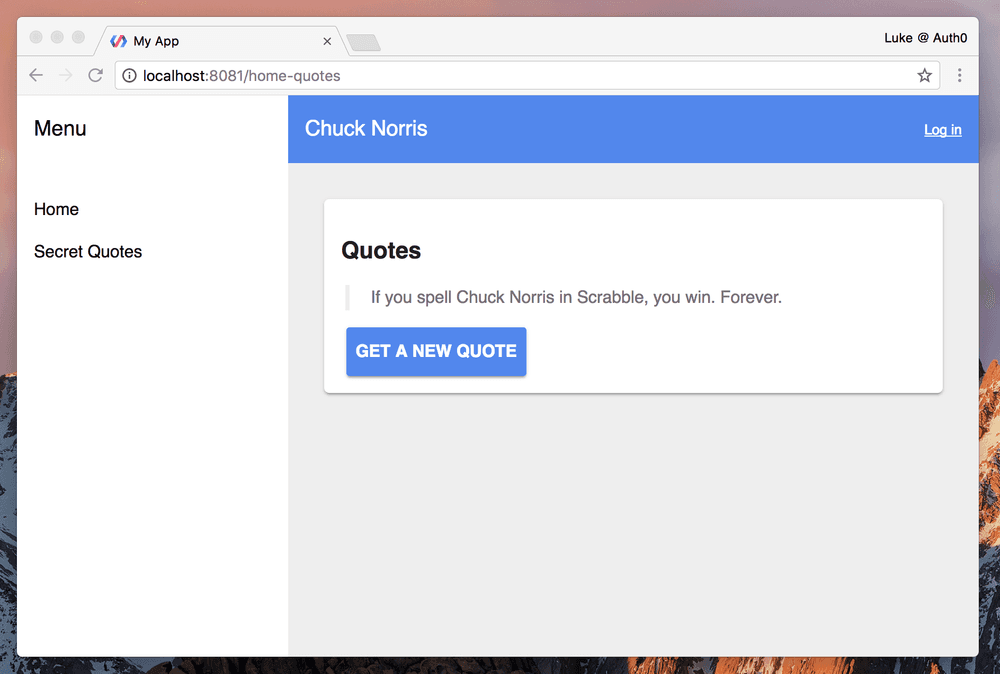 My App
Luke @ Auth0
localhost:8081/home-quotes
Menu
Chuck Norris
Log in
Home
Secret Quotes
Quotes
If you spell Chuck Norris in Scrabble, you win. Forever.
GET A NEW QUOTE